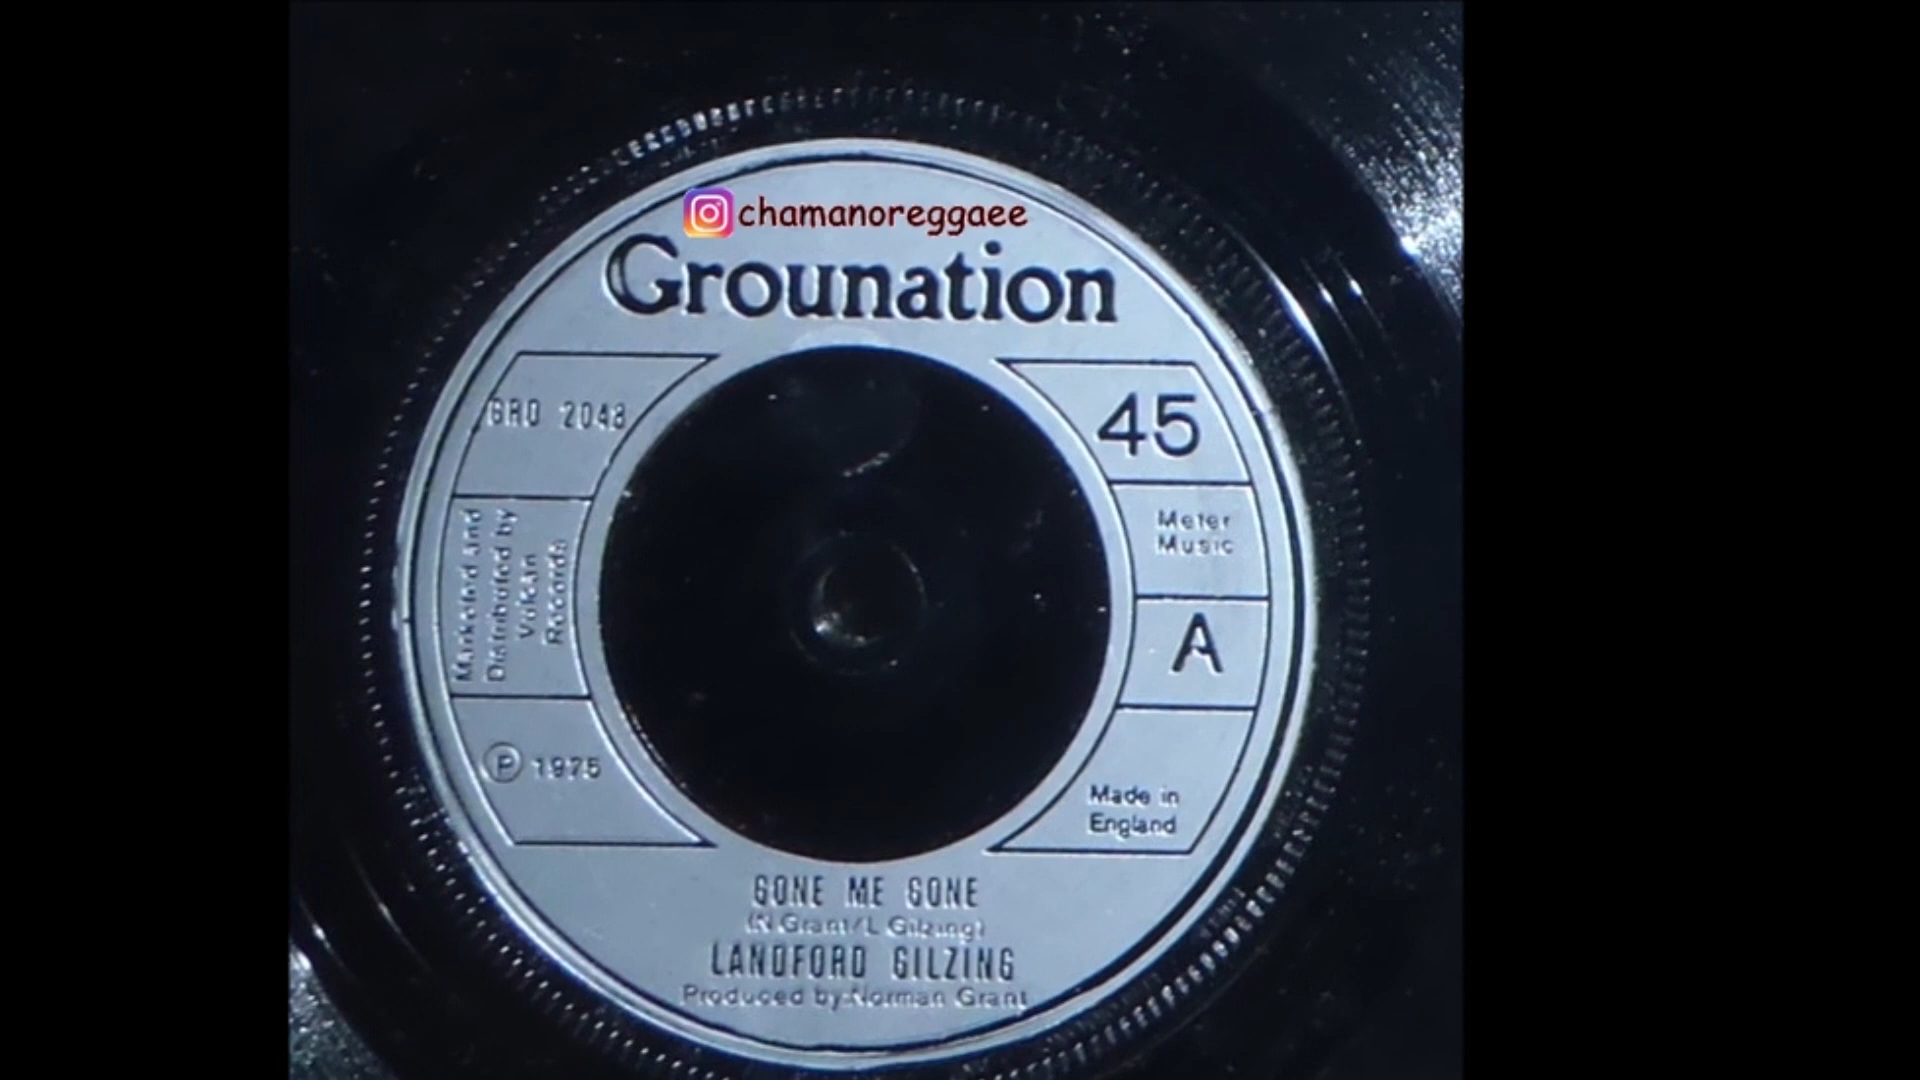 chamanoreggaee
Grounation
GRO 2048
45
Marketed and
Distributed by
Vulcan
Records
Meter
Music
A
Ⓟ 1975
Made in
England
GONE ME GONE
(N Grant/L Gilzing)
LANDFORD GILZING
Produced by Norman Grant